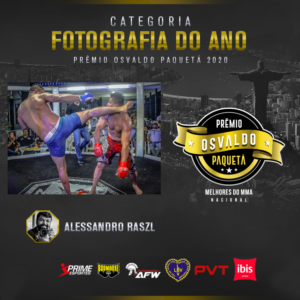 CATEGORIA
FOTOGRAFIA DO ANO
PRÊMIO OSVALDO PAQUETÁ 2020
PRÊMIO
OSVALDO
PAQUETÁ
MELHORES DO MMA
NACIONAL
ALESSANDRO RASZL
PRIME
ESPORTES
AFW
PVT
ibis